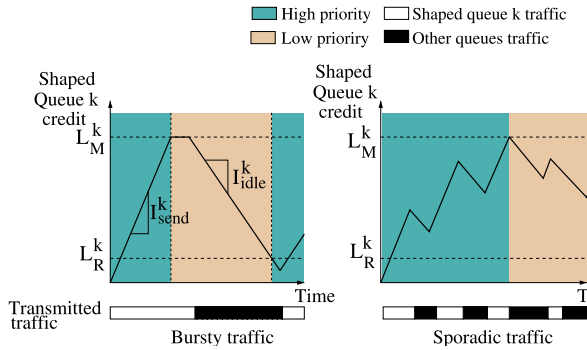 High priority
Shaped queue k traffic
Low prioriry
Other queues traffic
Shaped
Queue k
credit
L_M^k
I_send^k
I_idle^k
L_R^k
Time
Transmitted
traffic
Bursty traffic
Shaped
Queue k
credit
L_M^k
L_R^k
T
Sporadic traffic